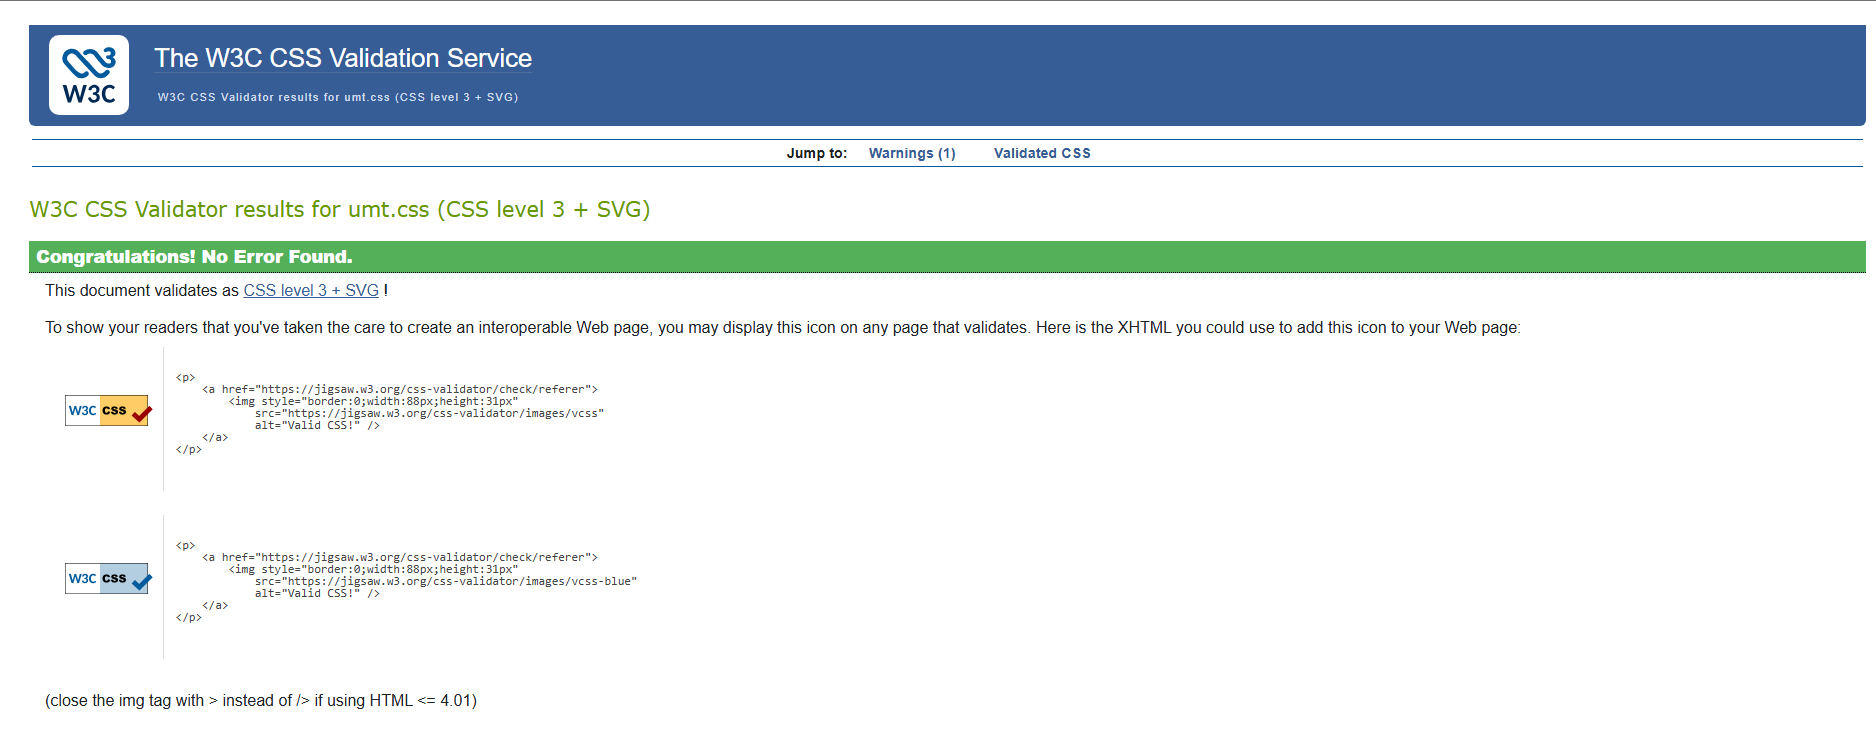 W3C
The W3C CSS Validation Service
W3C CSS Validator results for umt.css (CSS level 3 + SVG)
Jump to: Warnings (1) Validated CSS
W3C CSS Validator results for umt.css (CSS level 3 + SVG)
Congratulations! No Error Found.
This document validates as CSS level 3 + SVG !
To show your readers that you've taken the care to create an interoperable Web page, you may display this icon on any page that validates. Here is the XHTML you could use to add this icon to your Web page:
W3C css
<p>
    <a href="https://jigsaw.w3.org/css-validator/check/referer">
        <img style="border:0;width:88px;height:31px"
            src="https://jigsaw.w3.org/css-validator/images/vcss"
            alt="Valid CSS!" />
    </a>
</p>
W3C css
<p>
    <a href="https://jigsaw.w3.org/css-validator/check/referer">
        <img style="border:0;width:88px;height:31px"
            src="https://jigsaw.w3.org/css-validator/images/vcss-blue"
            alt="Valid CSS!" />
    </a>
</p>
(close the img tag with > instead of /> if using HTML <= 4.01)